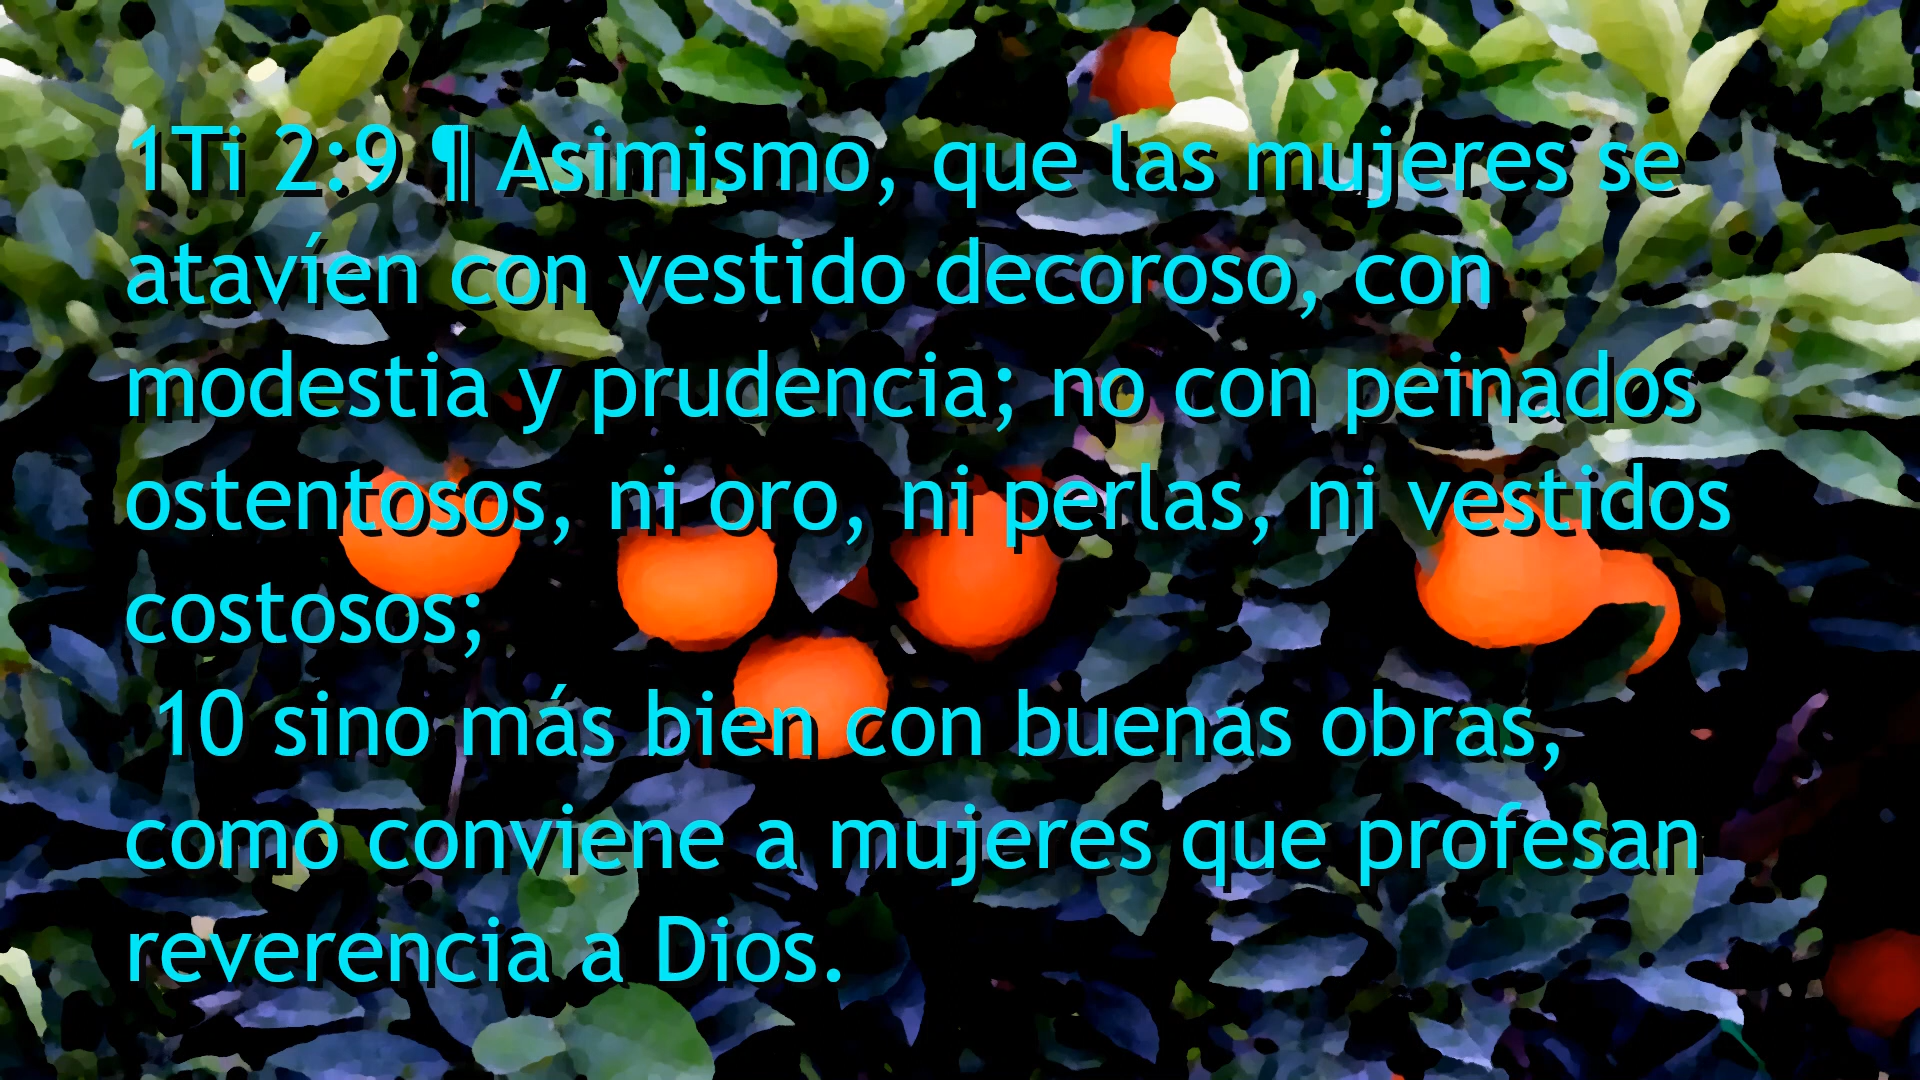 1Ti 2:9 ¶ Asimismo, que las mujeres se
atavíen con vestido decoroso, con
modestia y prudencia; no con peinados
ostentosos, ni oro, ni perlas, ni vestidos
costosos;
10 sino más bien con buenas obras,
como conviene a mujeres que profesan
reverencia a Dios.